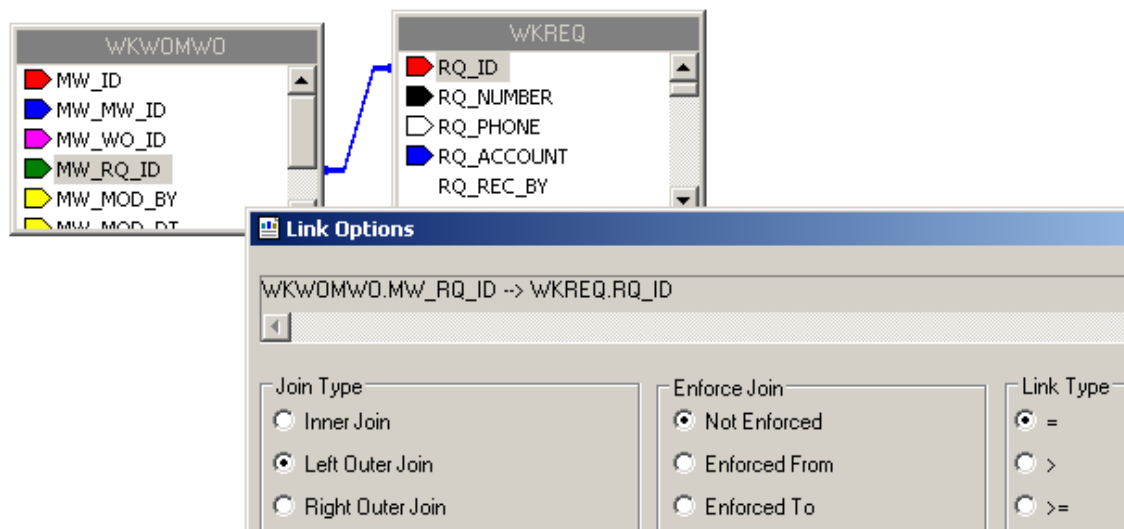 WKWOMWO
MW_ID
MW_MW_ID
MW_WO_ID
MW_RQ_ID
MW_MOD_BY
MW_MOD_DT
WKREQ
RQ_ID
RQ_NUMBER
RQ_PHONE
RQ_ACCOUNT
RQ_REC_BY
Link Options
WKWOMWO.MW_RQ_ID --> WKREQ.RQ_ID
Join Type
Inner Join
Left Outer Join
Right Outer Join
Enforce Join
Not Enforced
Enforced From
Enforced To
Link Type
=
>
>=